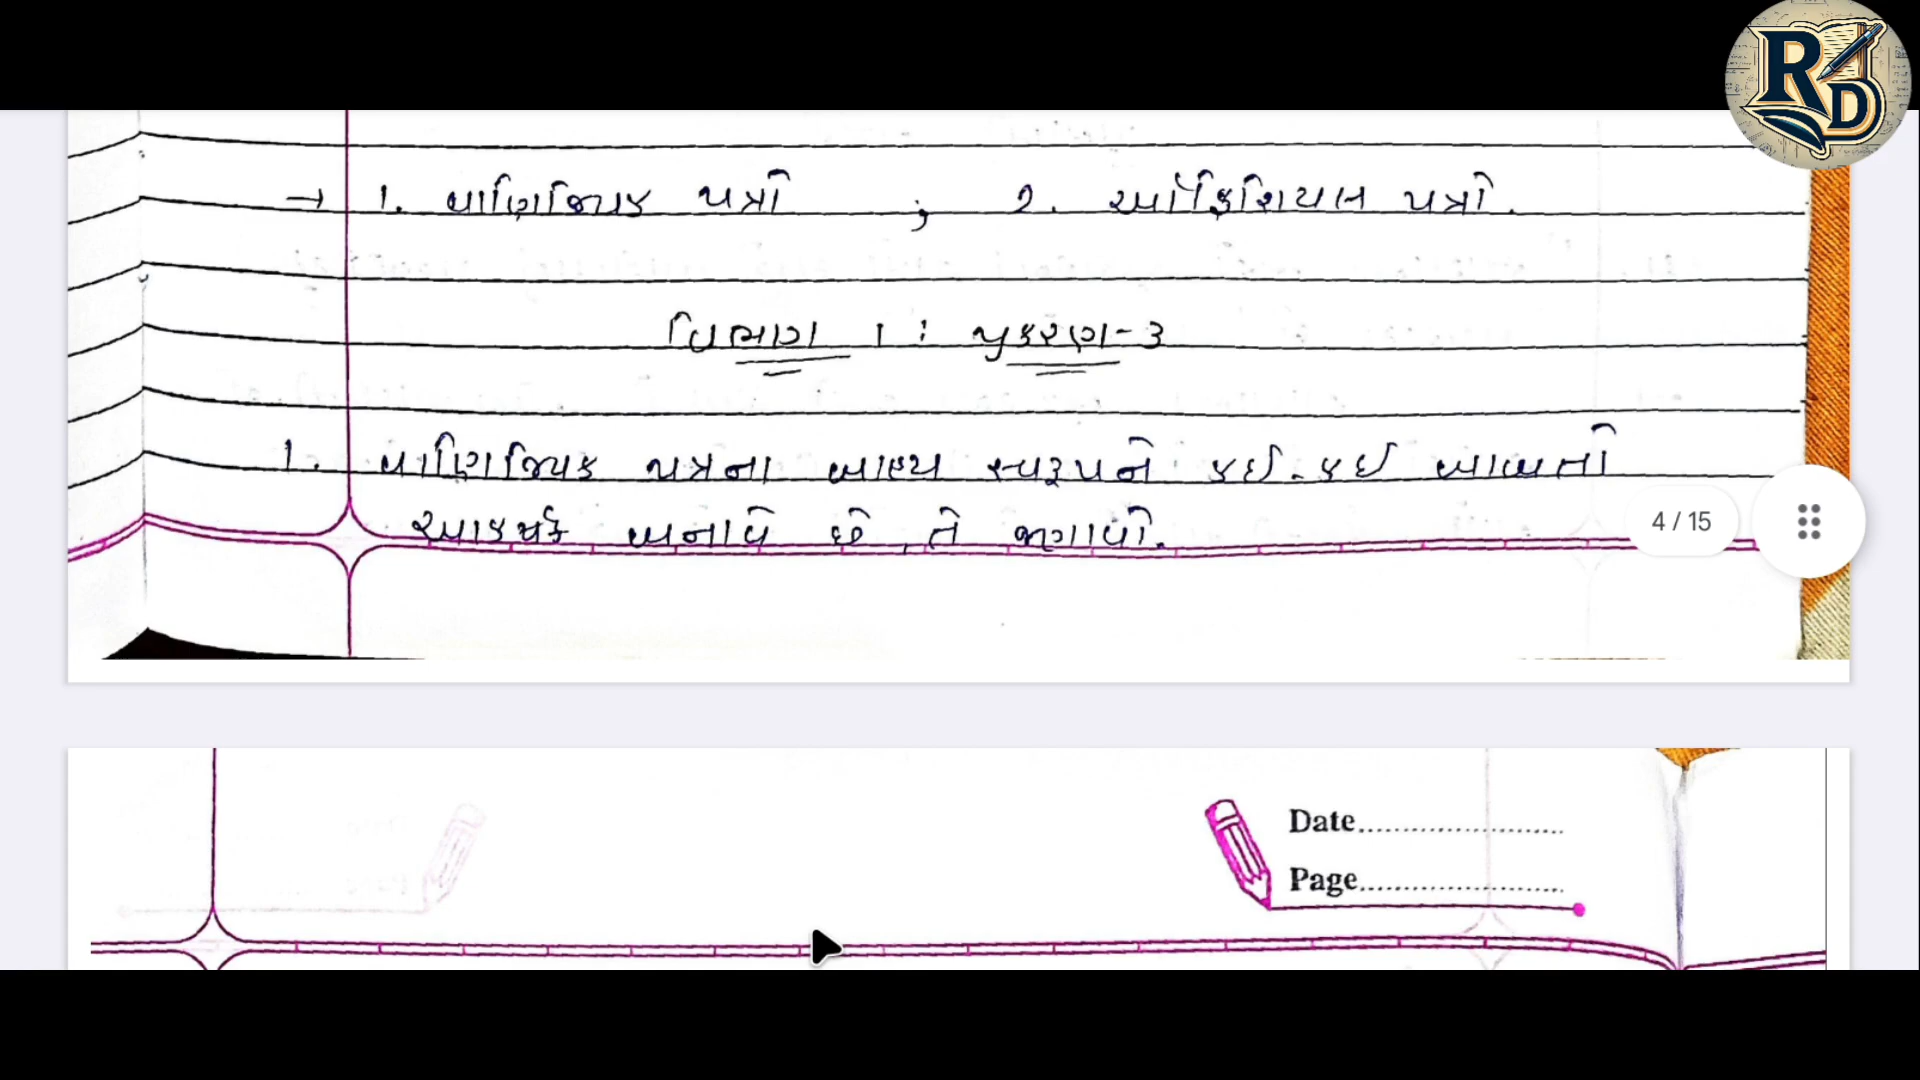 RD
→ 1. વાણિજ્યિક પત્રો ; 2. ઑફિશિયલ પત્રો.
વિભાગ 1 : પ્રકરણ-3
1. વાણિજ્યિક પત્રના બાહ્ય સ્વરૂપને કઈ-કઈ બાબતો
આકર્ષક બનાવે છે, તે જણાવો.
4 / 15
Date
Page